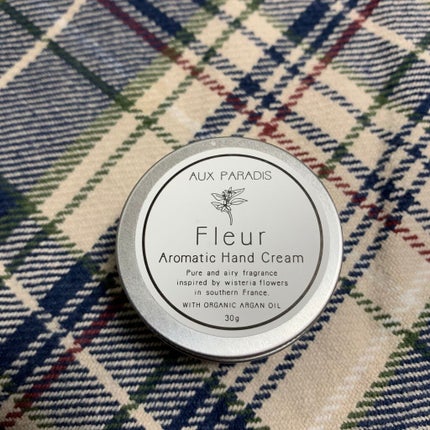 AUX PARADIS
Fleur
Aromatic Hand Cream
Pure and airy fragrance
inspired by wisteria flowers
in southern France.
WITH ORGANIC ARGAN OIL
30g